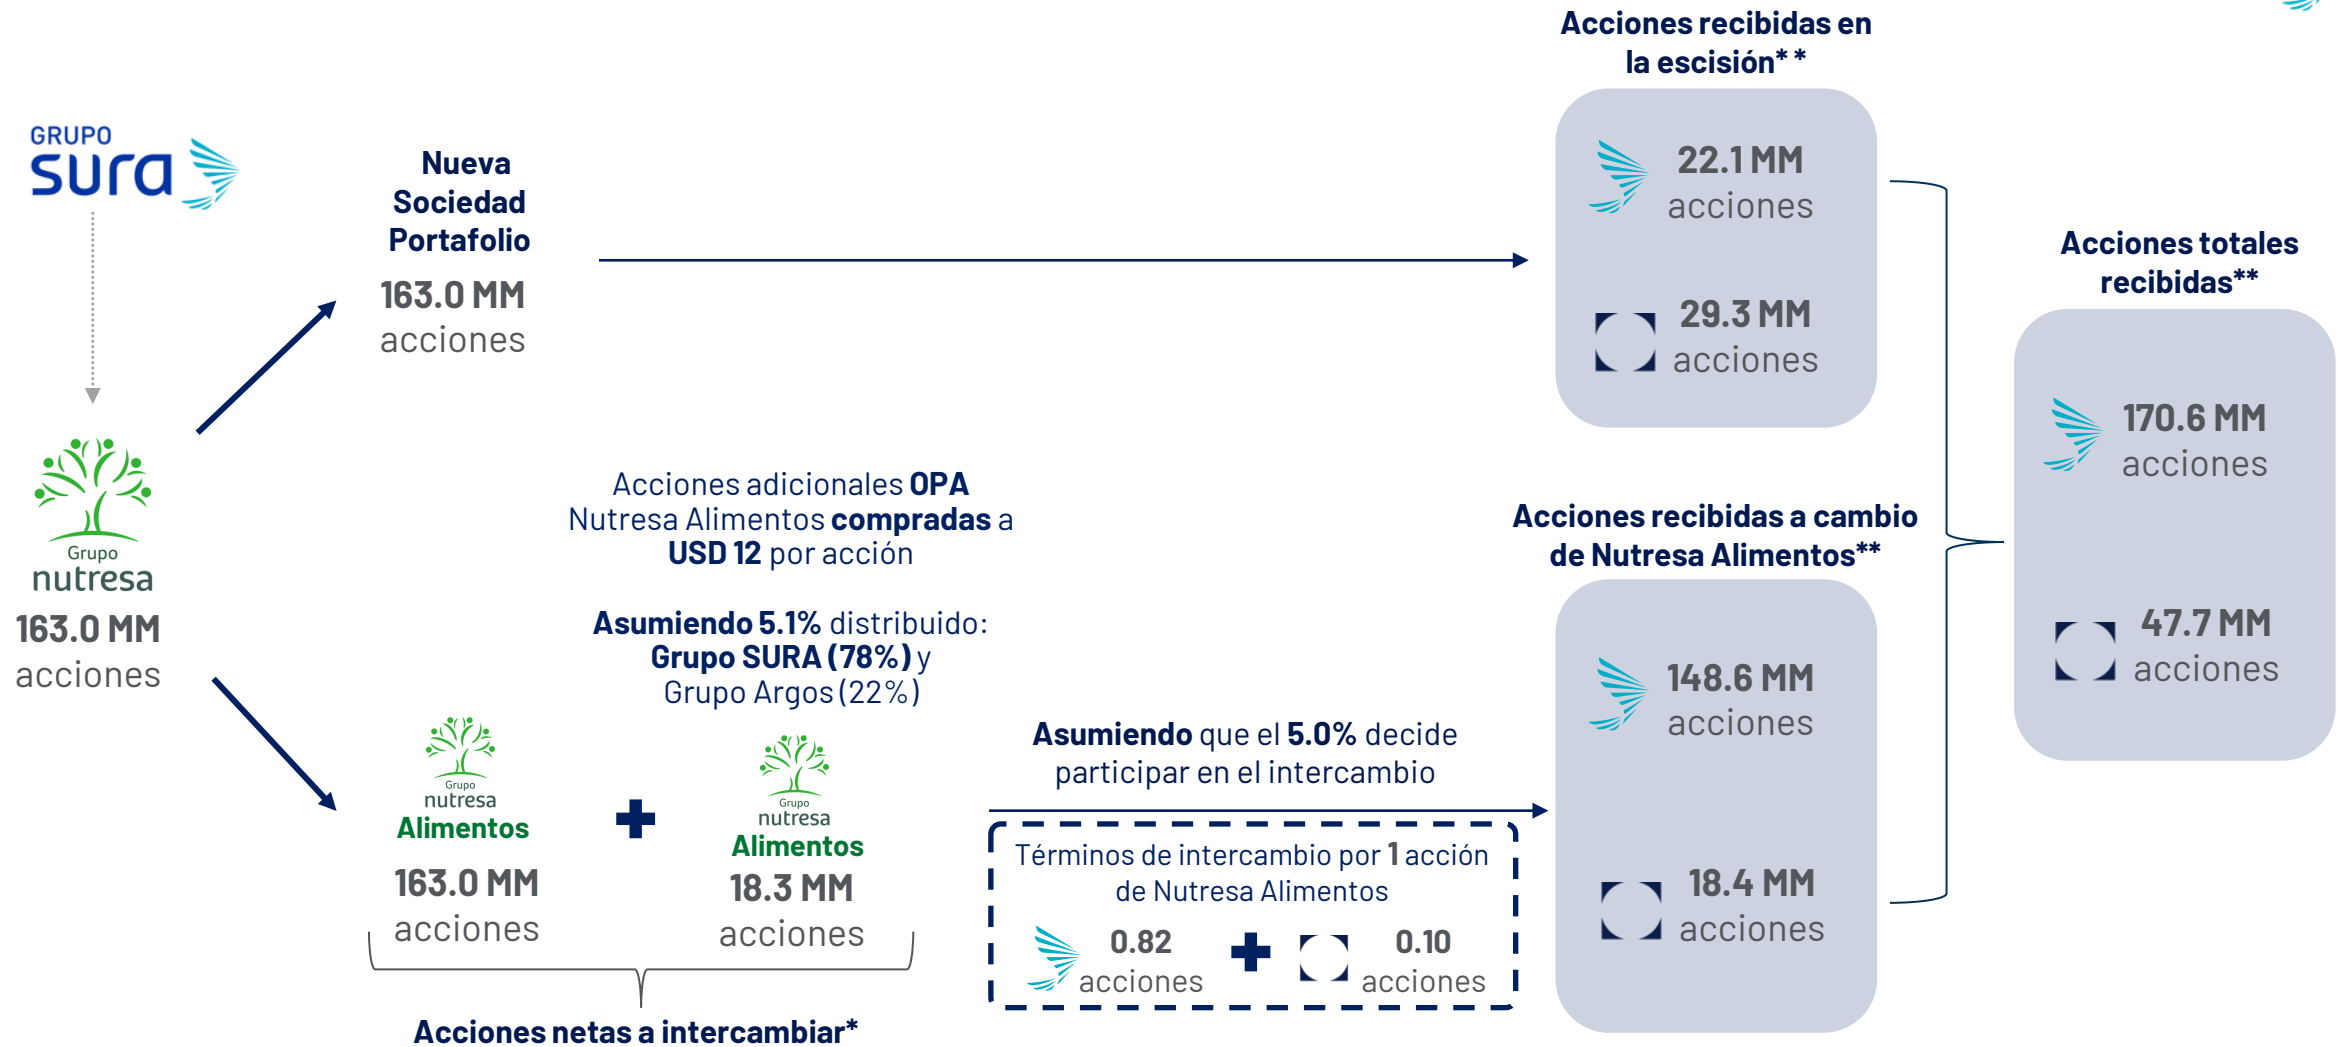 GRUPO
sura
Grupo
nutresa
163.0 MM
acciones
Nueva
Sociedad
Portafolio
163.0 MM
acciones
Acciones adicionales OPA
Nutresa Alimentos compradas a
USD 12 por acción
Asumiendo 5.1% distribuido:
Grupo SURA (78%) y
Grupo Argos (22%)
Grupo
nutresa
Alimentos
163.0 MM
acciones
Grupo
nutresa
Alimentos
18.3 MM
acciones
Acciones netas a intercambiar*
Asumiendo que el 5.0% decide
participar en el intercambio
Términos de intercambio por 1 acción
de Nutresa Alimentos
0.82
acciones
0.10
acciones
Acciones recibidas en
la escisión* *
22.1 MM
acciones
29.3 MM
acciones
Acciones recibidas a cambio
de Nutresa Alimentos**
148.6 MM
acciones
18.4 MM
acciones
Acciones totales
recibidas**
170.6 MM
acciones
47.7 MM
acciones